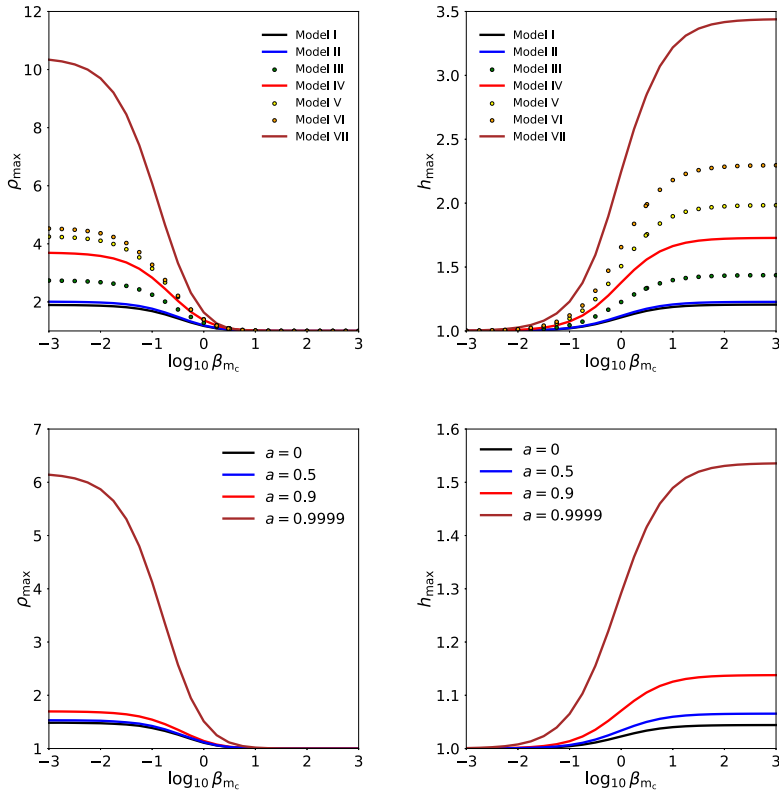 12
10
8
6
4
2
ρmax
−3 −2 −1 0 1 2 3
log10 βmc
Model I
Model II
Model III
Model IV
Model V
Model VI
Model VII
3.5
3.0
2.5
2.0
1.5
1.0
hmax
−3 −2 −1 0 1 2 3
log10 βmc
Model I
Model II
Model III
Model IV
Model V
Model VI
Model VII
7
6
5
4
3
2
1
ρmax
−3 −2 −1 0 1 2 3
log10 βmc
a = 0
a = 0.5
a = 0.9
a = 0.9999
1.6
1.5
1.4
1.3
1.2
1.1
1.0
hmax
−3 −2 −1 0 1 2 3
log10 βmc
a = 0
a = 0.5
a = 0.9
a = 0.9999